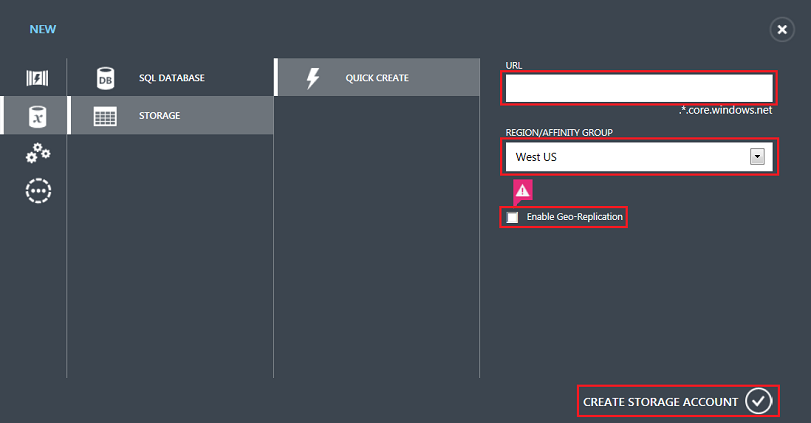 NEW
DB
SQL DATABASE
x
STORAGE
QUICK CREATE
URL
.*.core.windows.net
REGION/AFFINITY GROUP
West US
Enable Geo-Replication
CREATE STORAGE ACCOUNT